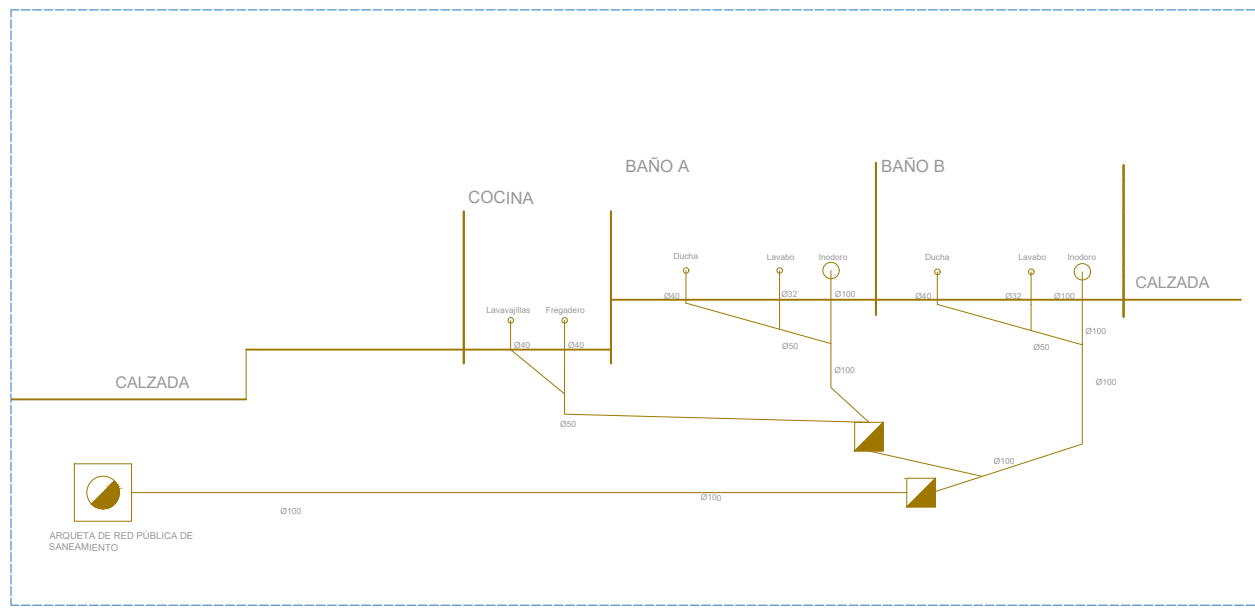 BAÑO A
BAÑO B
COCINA
Ducha
Lavabo
Inodoro
Ducha
Lavabo
Inodoro
CALZADA
Ø40
Ø32
Ø100
Ø40
Ø32
Ø100
Lavavajillas
Fregadero
Ø100
Ø40
Ø40
Ø50
Ø50
Ø100
CALZADA
Ø100
Ø50
Ø100
Ø100
Ø100
ARQUETA DE RED PÚBLICA DE
SANEAMIENTO